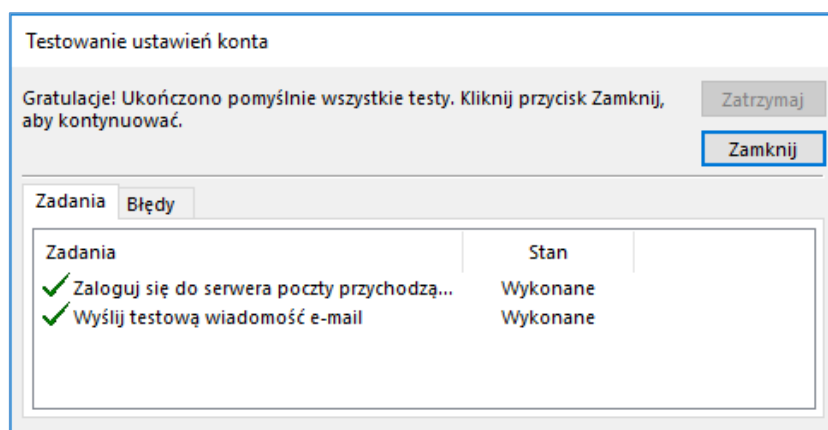 Testowanie ustawień konta
Gratulacje! Ukończono pomyślnie wszystkie testy. Kliknij przycisk Zamknij,
aby kontynuować.
Zatrzymaj
Zamknij
Zadania Błędy
Zadania Stan
Zaloguj się do serwera poczty przychodzą... Wykonane
Wyślij testową wiadomość e-mail Wykonane